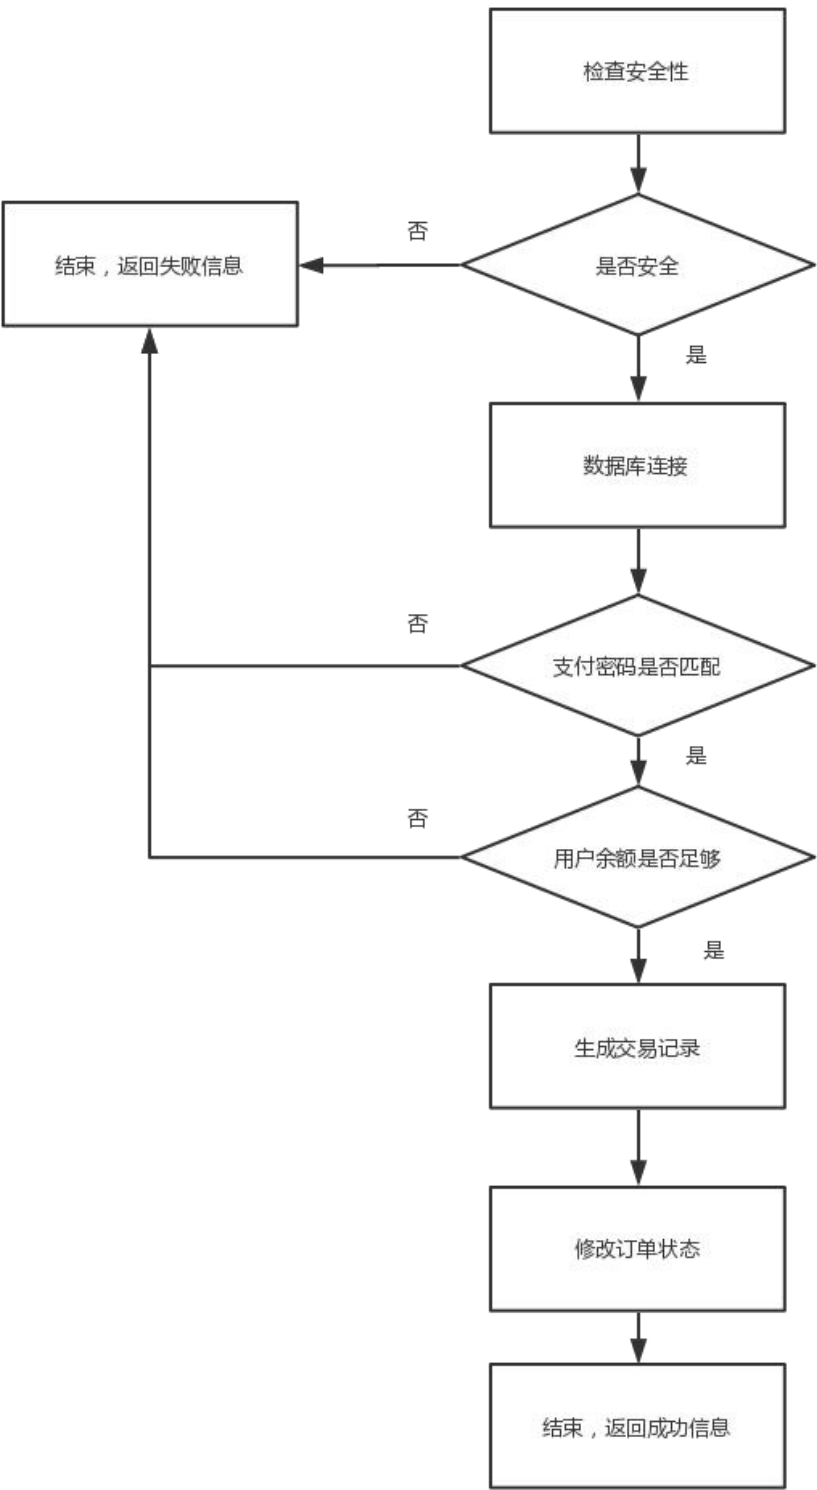 检查安全性
否
结束，返回失败信息
是否安全
是
数据库连接
否
支付密码是否匹配
是
否
用户余额是否足够
是
生成交易记录
修改订单状态
结束，返回成功信息